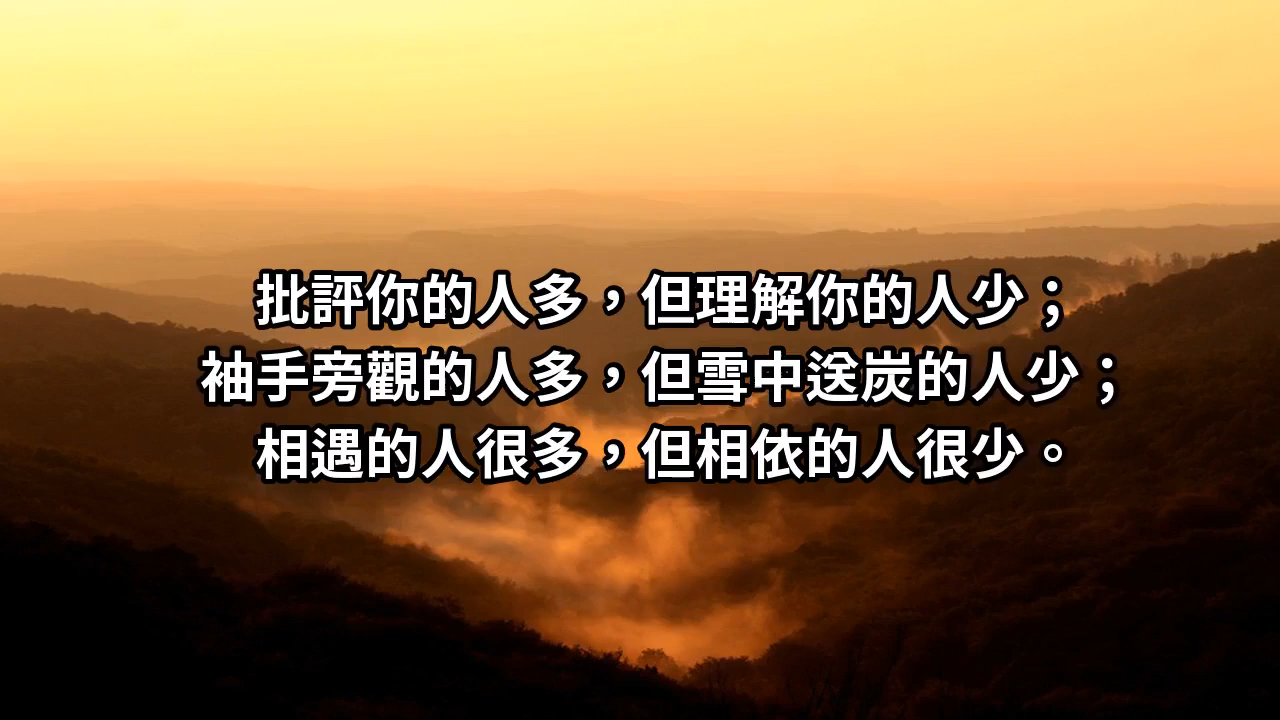 批評你的人多，但理解你的人少；
袖手旁觀的人多，但雪中送炭的人少；
相遇的人很多，但相依的人很少。